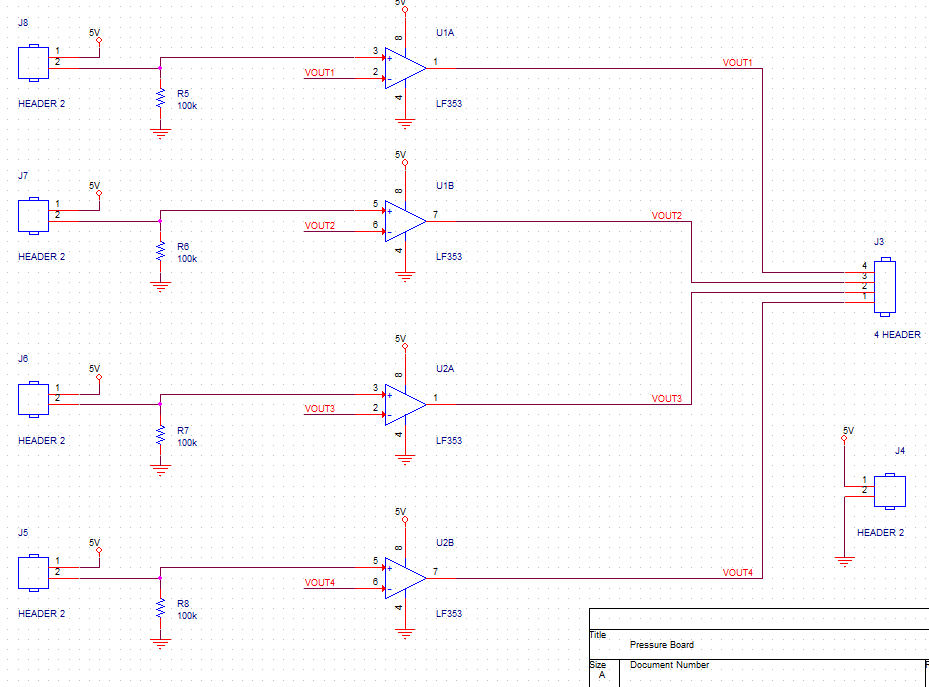 5V
J8
5V
8
U1A
1
2
3
+
1
VOUT1
VOUT1
2
-
R5
100k
4
HEADER 2
LF353
5V
J7
5V
8
U1B
1
2
5
+
7
VOUT2
VOUT2
6
-
R6
100k
4
HEADER 2
LF353
J3
4
3
2
1
4 HEADER
5V
J6
5V
8
U2A
1
2
3
+
1
VOUT3
VOUT3
2
-
R7
100k
4
HEADER 2
LF353
5V
J4
1
2
HEADER 2
5V
J5
5V
8
U2B
1
2
5
+
7
VOUT4
VOUT4
6
-
R8
100k
4
HEADER 2
LF353
Title
Pressure Board
Size
Document Number
A